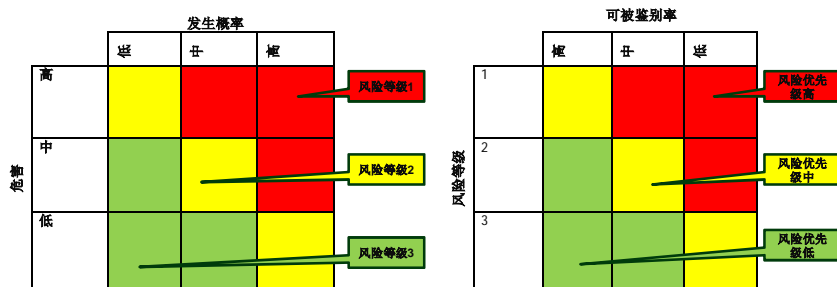 发生概率
低
中
高
危害
高
中
低
风险等级1
风险等级2
风险等级3
可被鉴别率
高
中
低
风险等级
1
2
3
风险优先
级高
风险优先
级中
风险优先
级低